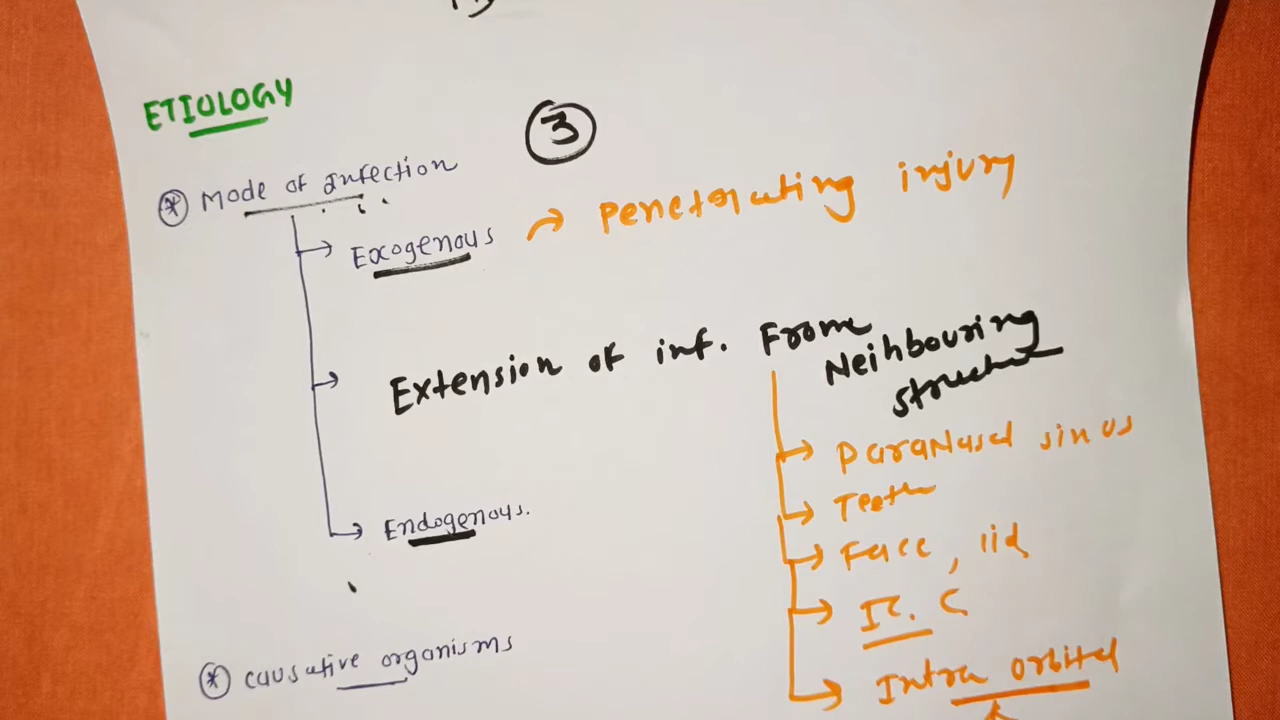 ETIOLOGY
3
* Mode of Infection
Exogenous → Penetrating injury
Extension of inf. From
Neihbouring
structure
Paranasal sinus
Teeth
Face, lid
C
Intra orbital
Endogenous.
* Causative organisms